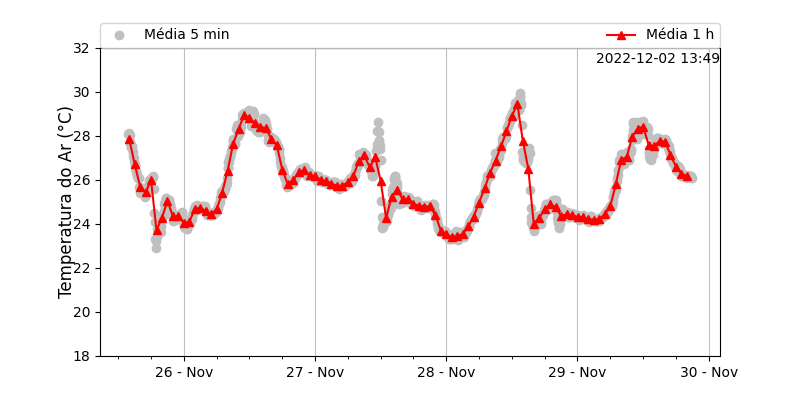 Média 5 min
Média 1 h
2022-12-02 13:49
Temperatura do Ar (°C)
32
30
28
26
24
22
20
18
26 - Nov
27 - Nov
28 - Nov
29 - Nov
30 - Nov